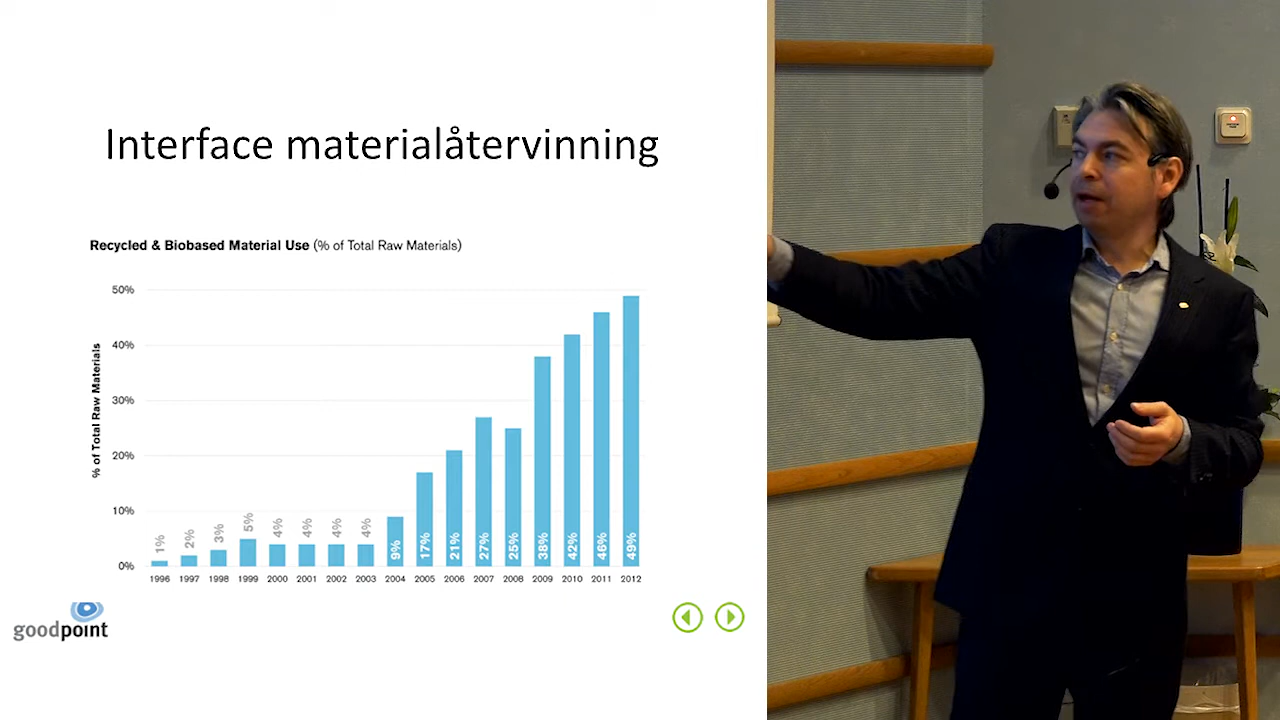 Interface materialåtervinning
Recycled & Biobased Material Use (% of Total Raw Materials)
% of Total Raw Materials
50%
40%
30%
20%
10%
0%
1% 2% 3% 5% 4% 4% 4% 4% 9% 17% 21% 27% 25% 38% 42% 46% 49%
1996 1997 1998 1999 2000 2001 2002 2003 2004 2005 2006 2007 2008 2009 2010 2011 2012
goodpoint